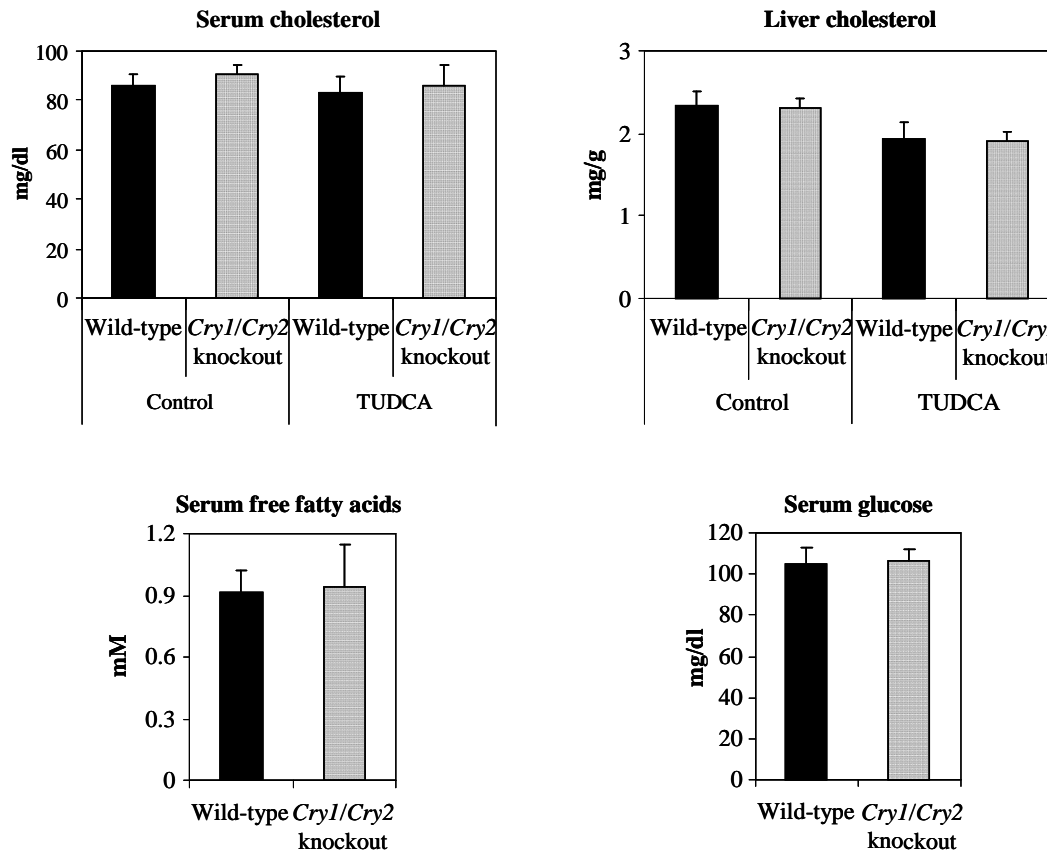 Serum cholesterol
100
80
60
40
20
0
mg/dl
Wild-type Cry1/Cry2 Wild-type Cry1/Cry2
knockout knockout
Control TUDCA
Liver cholesterol
3
2
1
0
mg/g
Wild-type Cry1/Cry2 Wild-type Cry1/Cry
knockout knockout
Control TUDCA
Serum free fatty acids
1.2
0.9
0.6
0.3
0
mM
Wild-type Cry1/Cry2
knockout
Serum glucose
120
100
80
60
40
20
0
mg/dl
Wild-type Cry1/Cry2
knockout